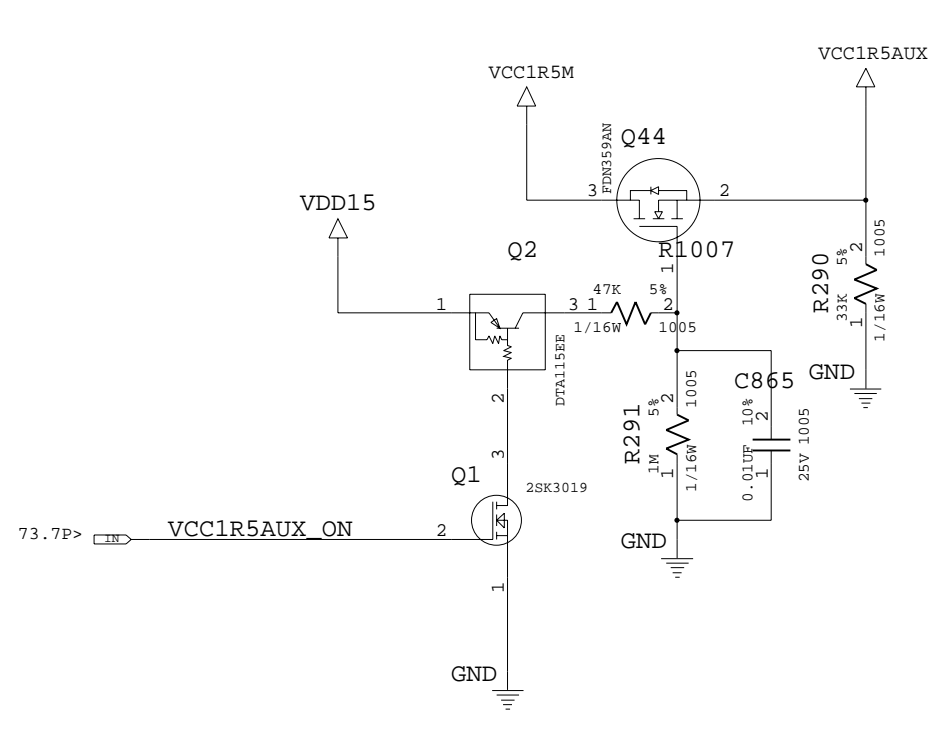 VCC1R5AUX
VCC1R5M
FDN359AN
Q44
3
2
VDD15
R1007
1
Q2
47K
5%
1
3
1
2
1/16W
1005
DTA115EE
2
R290
33K
5%
2
1005
1
1/16W
GND
C865
0.01UF
10%
2
1
25V 1005
R291
1M
5%
2
1005
1
1/16W
3
Q1
2SK3019
73.7P>
IN
VCC1R5AUX_ON
2
1
GND
GND